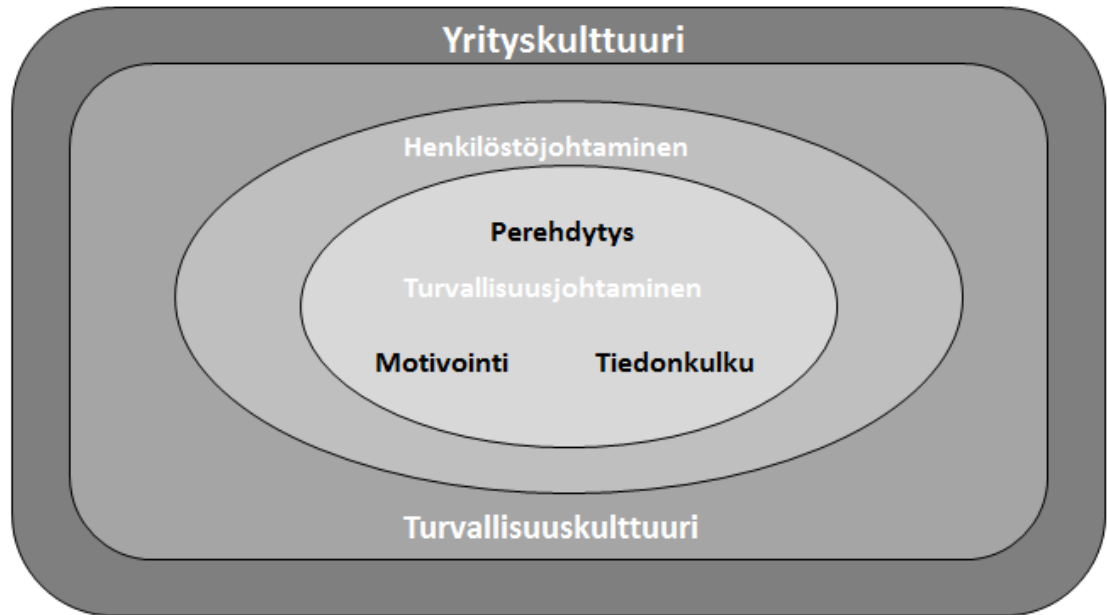 Yrityskulttuuri
Henkilöstöjohtaminen
Perehdytys
Turvallisuusjohtaminen
Motivointi Tiedonkulku
Turvallisuuskulttuuri